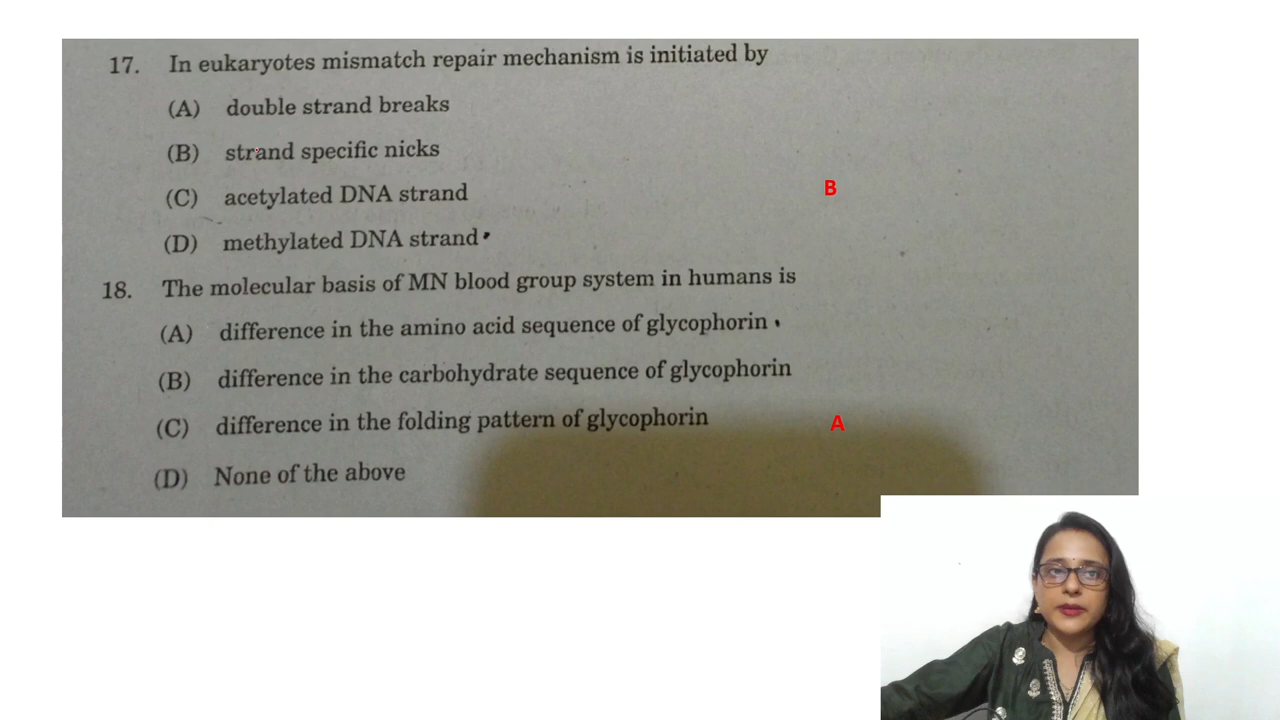 17. In eukaryotes mismatch repair mechanism is initiated by
(A) double strand breaks
(B) strand specific nicks
(C) acetylated DNA strand
B
(D) methylated DNA strand
18. The molecular basis of MN blood group system in humans is
(A) difference in the amino acid sequence of glycophorin
(B) difference in the carbohydrate sequence of glycophorin
(C) difference in the folding pattern of glycophorin
A
(D) None of the above